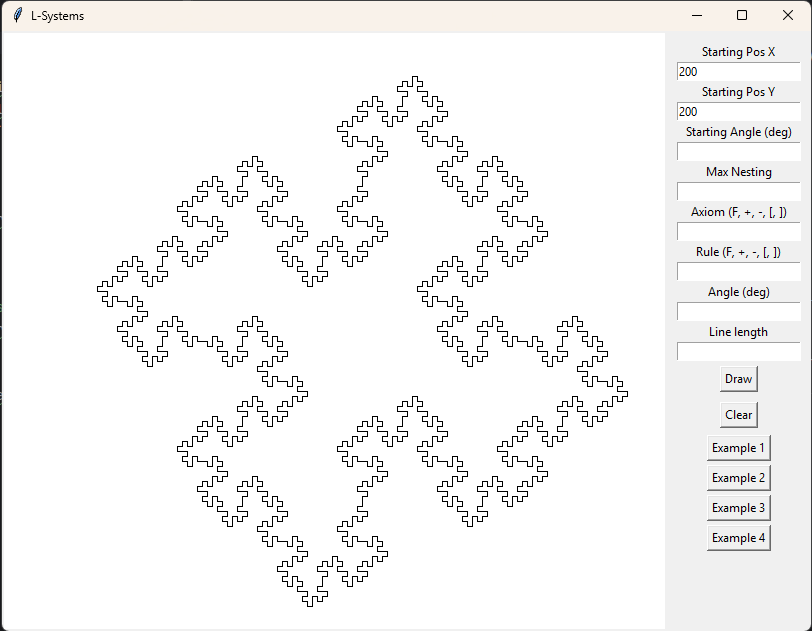 L-Systems
Starting Pos X
200
Starting Pos Y
200
Starting Angle (deg)
Max Nesting
Axiom (F, +, -, [, ])
Rule (F, +, -, [, ])
Angle (deg)
Line length
Draw
Clear
Example 1
Example 2
Example 3
Example 4